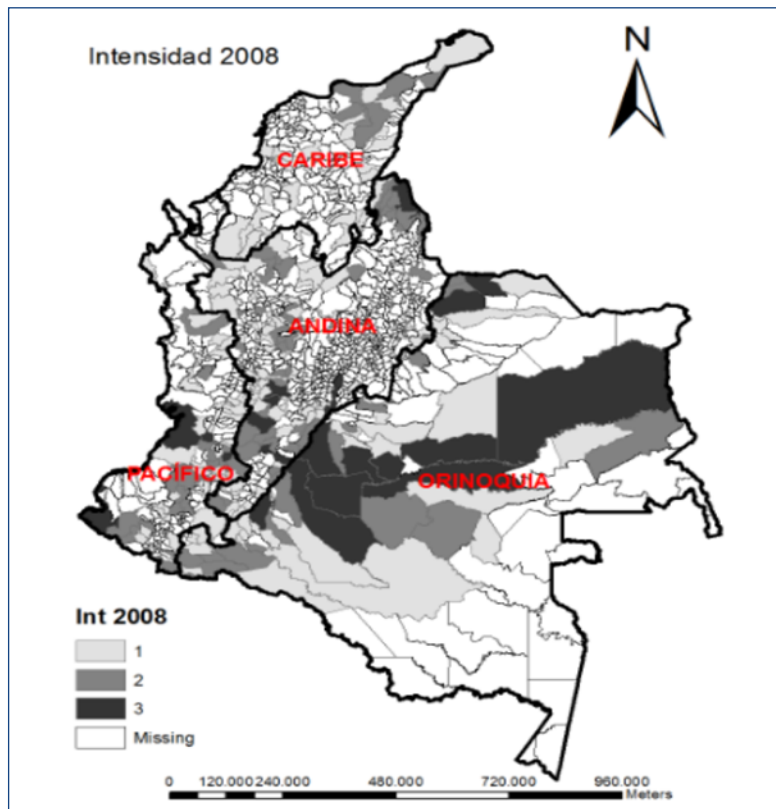 Intensidad 2008
N
CARIBE
ANDINA
PACÍFICO
ORINOQUIA
Int 2008
1
2
3
Missing
0 120.000 240.000 480.000 720.000 960.000
Meters